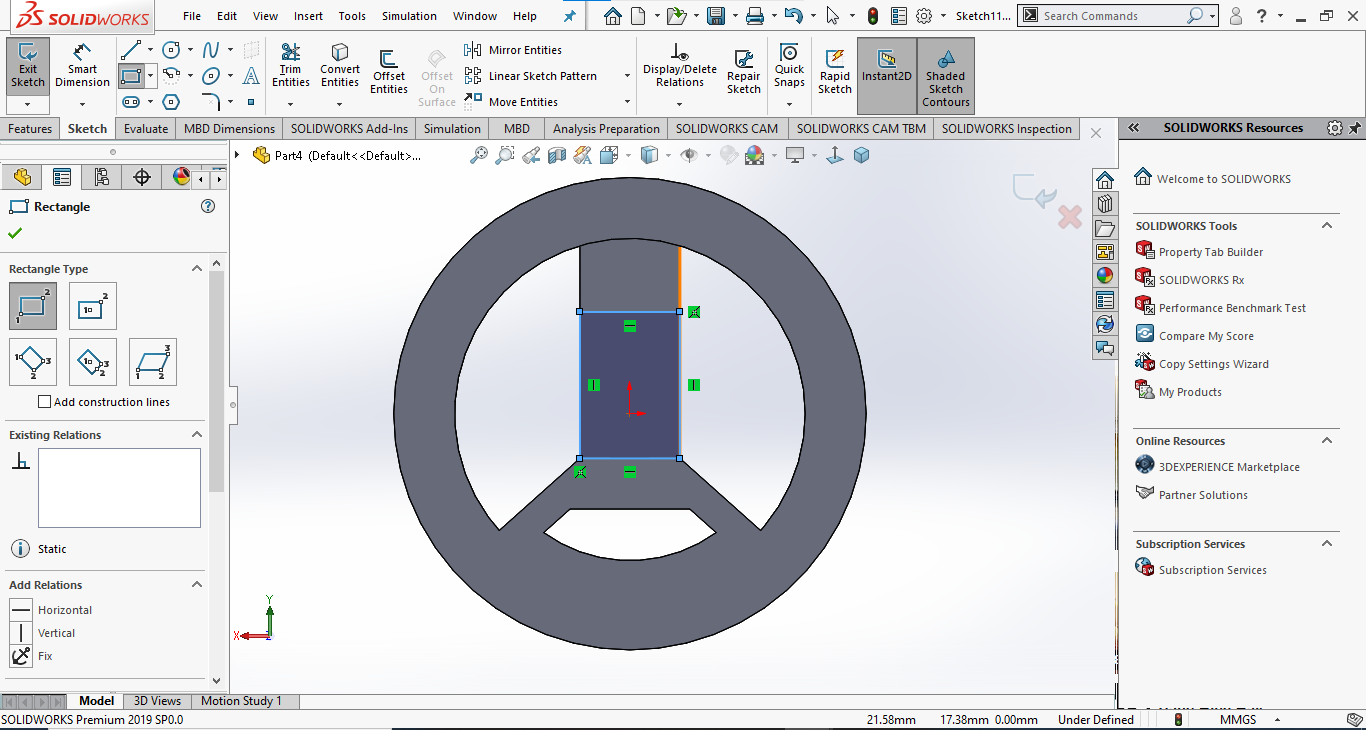 SOLIDWORKS File Edit View Insert Tools Simulation Window Help Sketch11... Search Commands ?
Exit Sketch
Smart Dimension
Trim Entities
Convert Entities
Offset Entities
Offset On Surface
Mirror Entities
Linear Sketch Pattern
Move Entities
Display/Delete Relations
Repair Sketch
Quick Snaps
Rapid Sketch
Instant2D
Shaded Sketch Contours
Features Sketch Evaluate MBD Dimensions SOLIDWORKS Add-Ins Simulation MBD Analysis Preparation SOLIDWORKS CAM SOLIDWORKS CAM TBM SOLIDWORKS Inspection
Part4 (Default<<Default>...
Rectangle
Rectangle Type
Add construction lines
Existing Relations
Static
Add Relations
Horizontal
Vertical
Fix
Y
X
SOLIDWORKS Resources
Welcome to SOLIDWORKS
SOLIDWORKS Tools
Property Tab Builder
SOLIDWORKS Rx
Performance Benchmark Test
Compare My Score
Copy Settings Wizard
My Products
Online Resources
3DEXPERIENCE Marketplace
Partner Solutions
Subscription Services
Subscription Services
Model 3D Views Motion Study 1
SOLIDWORKS Premium 2019 SP0.0 21.58mm 17.38mm 0.00mm Under Defined MMGS